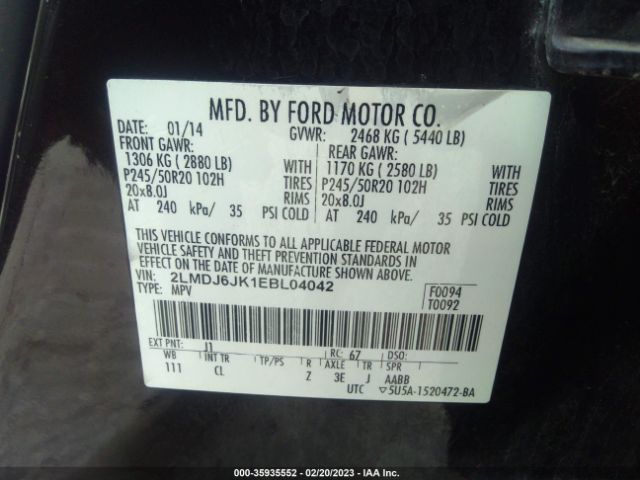 MFD. BY FORD MOTOR CO.
DATE: 01/14 GVWR: 2468 KG ( 5440 LB)
FRONT GAWR: REAR GAWR:
1306 KG ( 2880 LB) WITH 1170 KG ( 2580 LB) WITH
P245/50R20 102H TIRES P245/50R20 102H TIRES
20x8.0J RIMS 20x8.0J RIMS
AT 240 kPa/ 35 PSI COLD AT 240 kPa/ 35 PSI COLD
THIS VEHICLE CONFORMS TO ALL APPLICABLE FEDERAL MOTOR
VEHICLE SAFETY AND THEFT PREVENTION STANDARDS IN
EFFECT ON THE DATE OF MANUFACTURE SHOWN ABOVE.
VIN: 2LMDJ6JK1EBL04042 F0094
TYPE: MPV T0092
EXT PNT: J1 RC: 67 DSO:
WB INT TR TP/PS R AXLE TR SPR
111 CL Z 3E J AABB
UTC ▽5U5A-1520472-BA
000-35935552 — 02/20/2023 — IAA Inc.